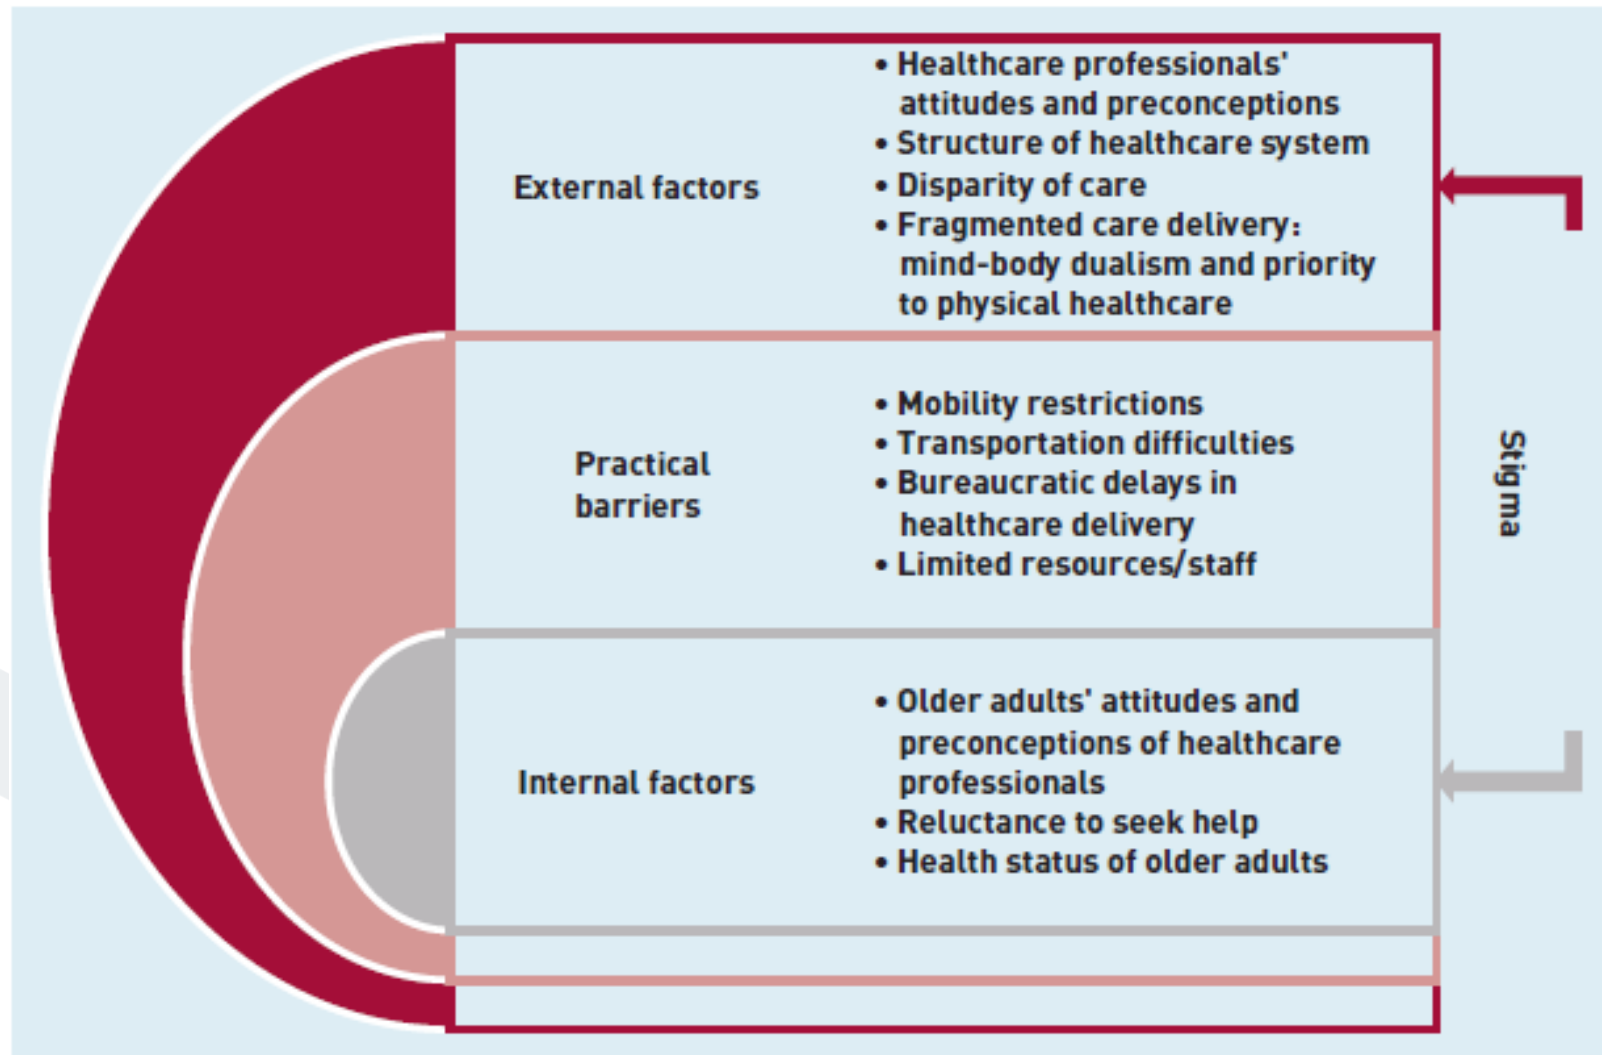 External factors
• Healthcare professionals'
attitudes and preconceptions
• Structure of healthcare system
• Disparity of care
• Fragmented care delivery:
mind-body dualism and priority
to physical healthcare
Practical
barriers
• Mobility restrictions
• Transportation difficulties
• Bureaucratic delays in
healthcare delivery
• Limited resources/staff
Internal factors
• Older adults' attitudes and
preconceptions of healthcare
professionals
• Reluctance to seek help
• Health status of older adults
Stigma